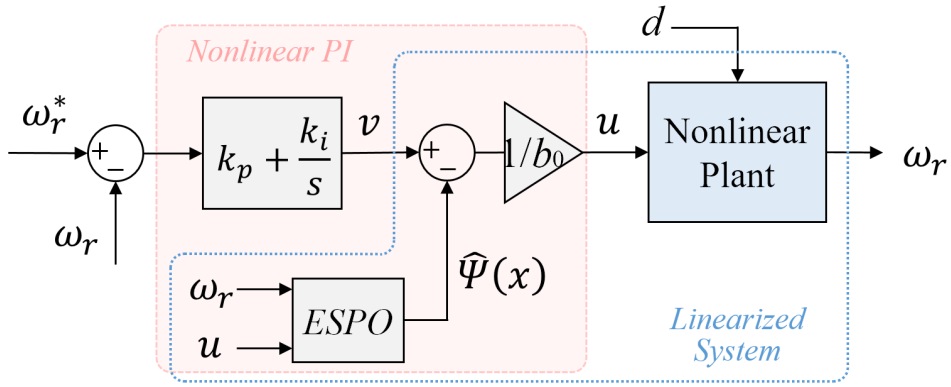 d
Nonlinear PI
ω_r^*
+
−
k_p + k_i/s
v
+
−
1/b_0
u
Nonlinear
Plant
ω_r
ω_r
Ψ̂(x)
ω_r
u
ESPO
Linearized
System